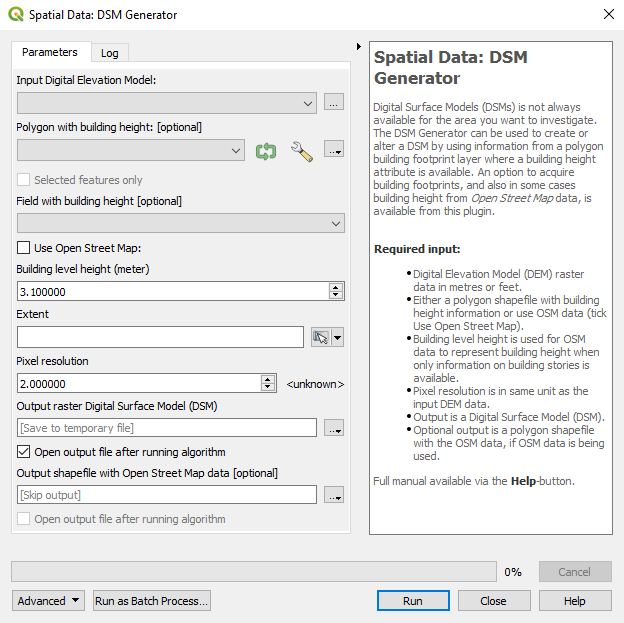 Spatial Data: DSM Generator
Parameters
Log
Input Digital Elevation Model:
...
Polygon with building height: [optional]
...
Selected features only
Field with building height [optional]
Use Open Street Map:
Building level height (meter)
3.100000
Extent
Pixel resolution
2.000000
<unknown>
Output raster Digital Surface Model (DSM)
[Save to temporary file]
...
Open output file after running algorithm
Output shapefile with Open Street Map data [optional]
[Skip output]
...
Open output file after running algorithm
Spatial Data: DSM
Generator
Digital Surface Models (DSMs) is not always
available for the area you want to investigate.
The DSM Generator can be used to create or
alter a DSM by using information from a polygon
building footprint layer where a building height
attribute is available. An option to acquire
building footprints, and also in some cases
building height from Open Street Map data, is
available from this plugin.
Required input:
•Digital Elevation Model (DEM) raster
data in metres or feet.
•Either a polygon shapefile with building
height information or use OSM data (tick
Use Open Street Map).
•Building level height is used for OSM
data to represent building height when
only information on building stories is
available.
•Pixel resolution is in same unit as the
input DEM data.
•Output is a Digital Surface Model (DSM).
•Optional output is a polygon shapefile
with the OSM data, if OSM data is being
used.
Full manual available via the Help-button.
0%
Cancel
Advanced
Run as Batch Process...
Run
Close
Help